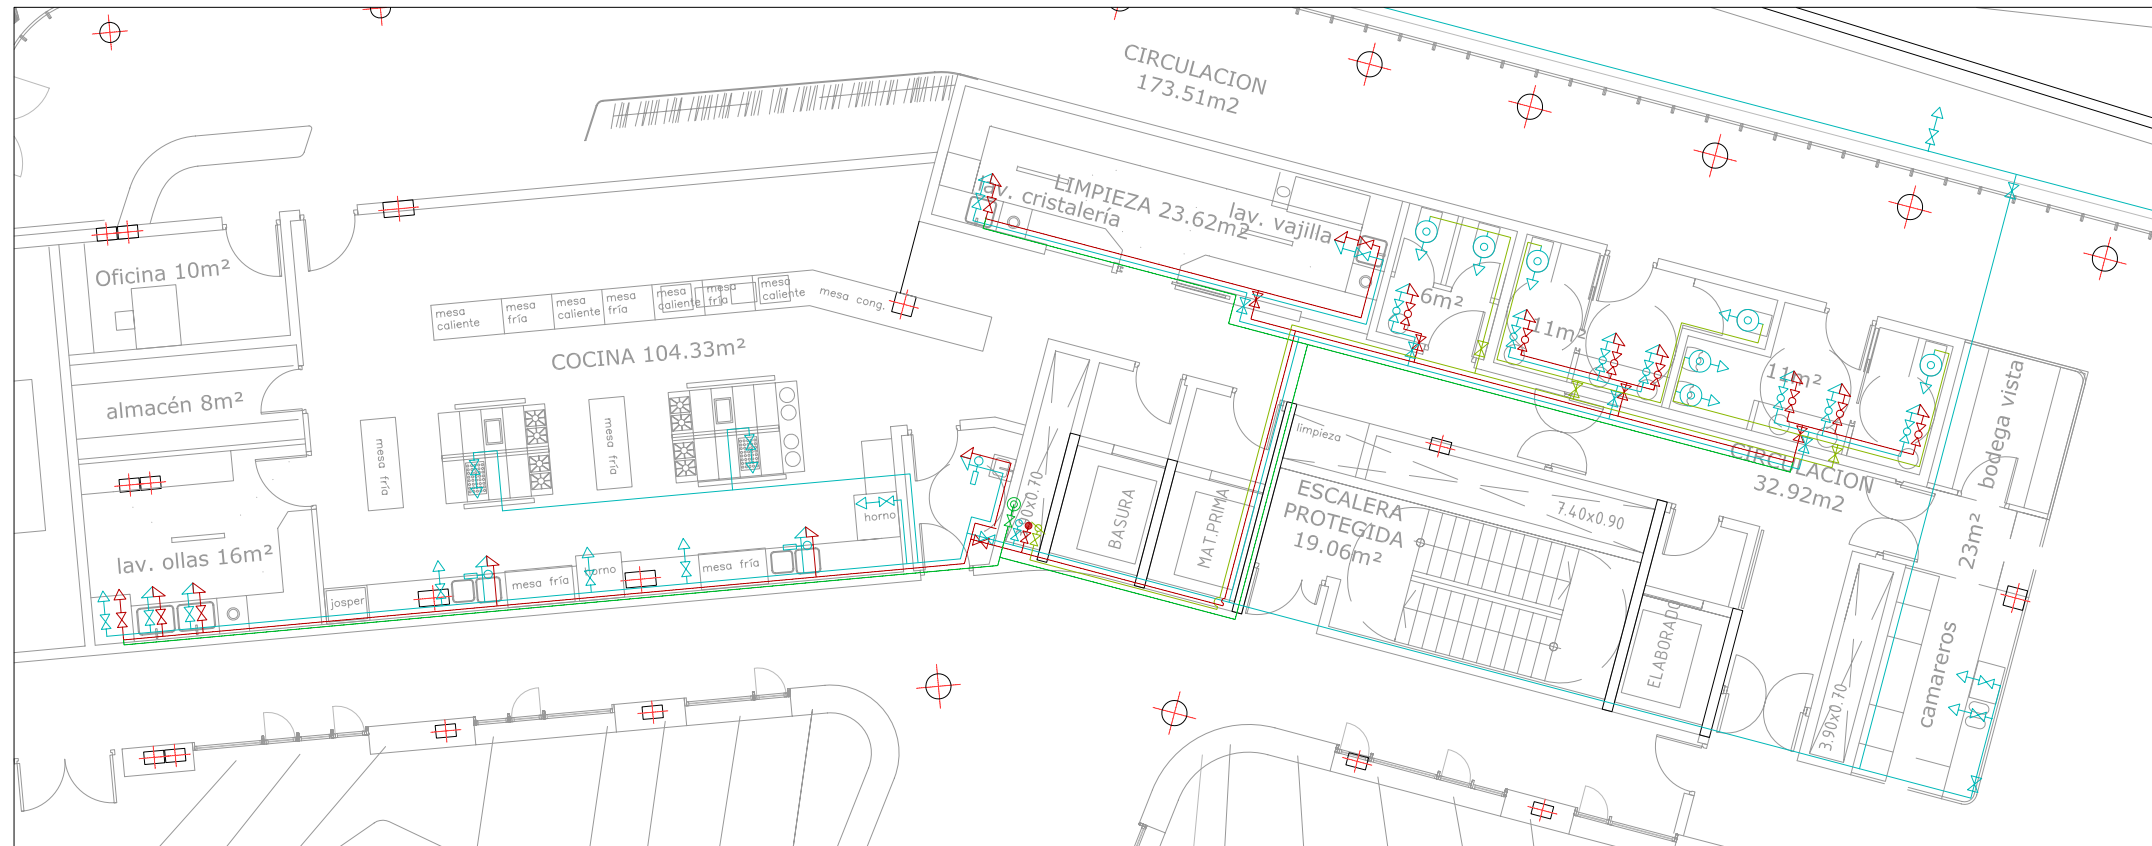 CIRCULACION
173.51m2
LIMPIEZA 23.62m2
lav. cristalería
lav. vajilla
Oficina 10m²
mesa
caliente
mesa
fría
mesa
caliente
mesa
fría
mesa
caliente
mesa
fría
mesa
caliente
mesa cong.
COCINA 104.33m²
almacén 8m²
mesa fría
mesa fría
6m²
11m²
11m²
bodega vista
limpieza
CIRCULACION
32.92m2
ESCALERA
PROTEGIDA
19.06m²
7.40x0.90
BASURA
MAT.PRIMA
horno
lav. ollas 16m²
josper
mesa fría
horno
mesa fría
23m²
ELABORADO
camareros
3.90x0.70